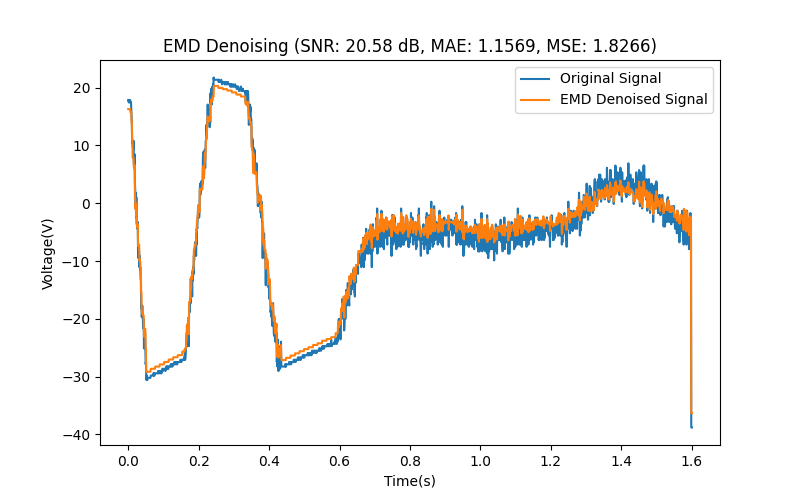 EMD Denoising (SNR: 20.58 dB, MAE: 1.1569, MSE: 1.8266)
Original Signal
EMD Denoised Signal
20
10
0
−10
−20
−30
−40
Voltage(V)
0.0 0.2 0.4 0.6 0.8 1.0 1.2 1.4 1.6
Time(s)